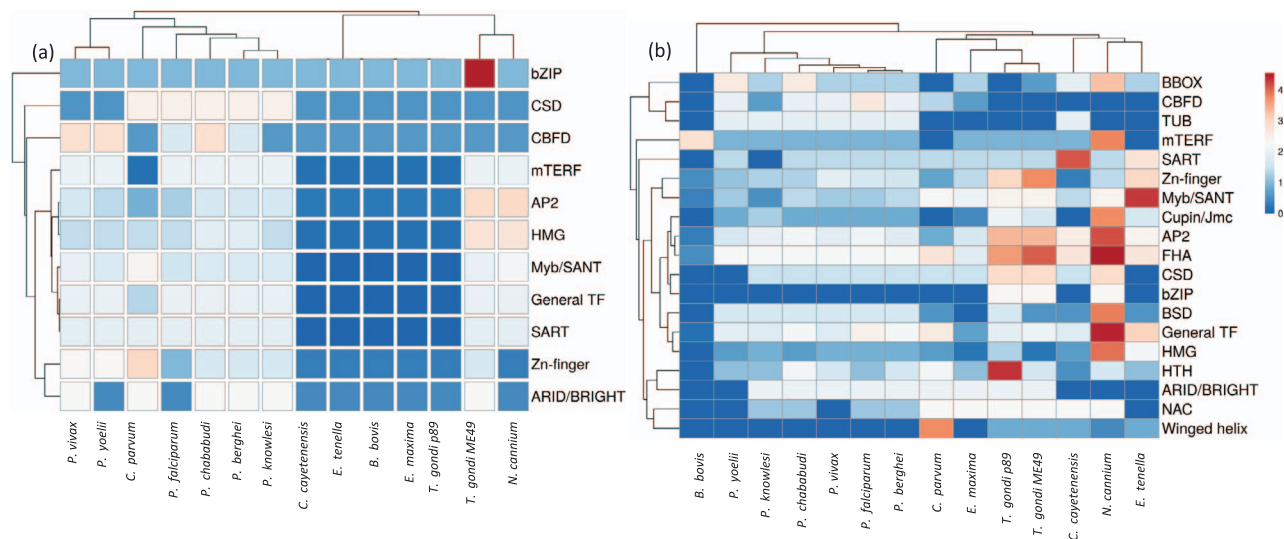 (a)
bZIP
CSD
CBFD
mTERF
AP2
HMG
Myb/SANT
General TF
SART
Zn-finger
ARID/BRIGHT
P. vivax
P. yoelii
C. parvum
P. falciparum
P. chababudi
P. berghei
P. knowlesi
C. cayetenensis
E. tenella
B. bovis
E. maxima
T. gondi p89
T. gondi ME49
N. cannium
(b)
BBOX
CBFD
TUB
mTERF
SART
Zn-finger
Myb/SANT
Cupin/Jmc
AP2
FHA
CSD
bZIP
BSD
General TF
HMG
HTH
ARID/BRIGHT
NAC
Winged helix
B. bovis
P. yoelii
P. knowlesi
P. chababudi
P. vivax
P. falciparum
P. berghei
C. parvum
E. maxima
T. gondi p89
T. gondi ME49
C. cayetenensis
N. cannium
E. tenella
4
3
2
1
0